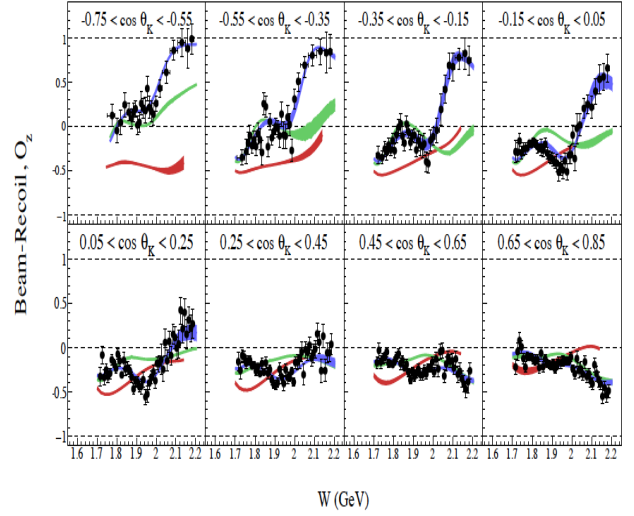 -0.75 < cos θK < -0.55
-0.55 < cos θK < -0.35
-0.35 < cos θK < -0.15
-0.15 < cos θK < 0.05
1
0.5
0
-0.5
-1
Beam-Recoil , Oz
0.05 < cos θK < 0.25
0.25 < cos θK < 0.45
0.45 < cos θK < 0.65
0.65 < cos θK < 0.85
1
0.5
0
-0.5
-1
1.6 1.7 1.8 1.9 2 2.1 2.2 1.6 1.7 1.8 1.9 2 2.1 2.2 1.6 1.7 1.8 1.9 2 2.1 2.2 1.6 1.7 1.8 1.9 2 2.1 2.2
W (GeV)